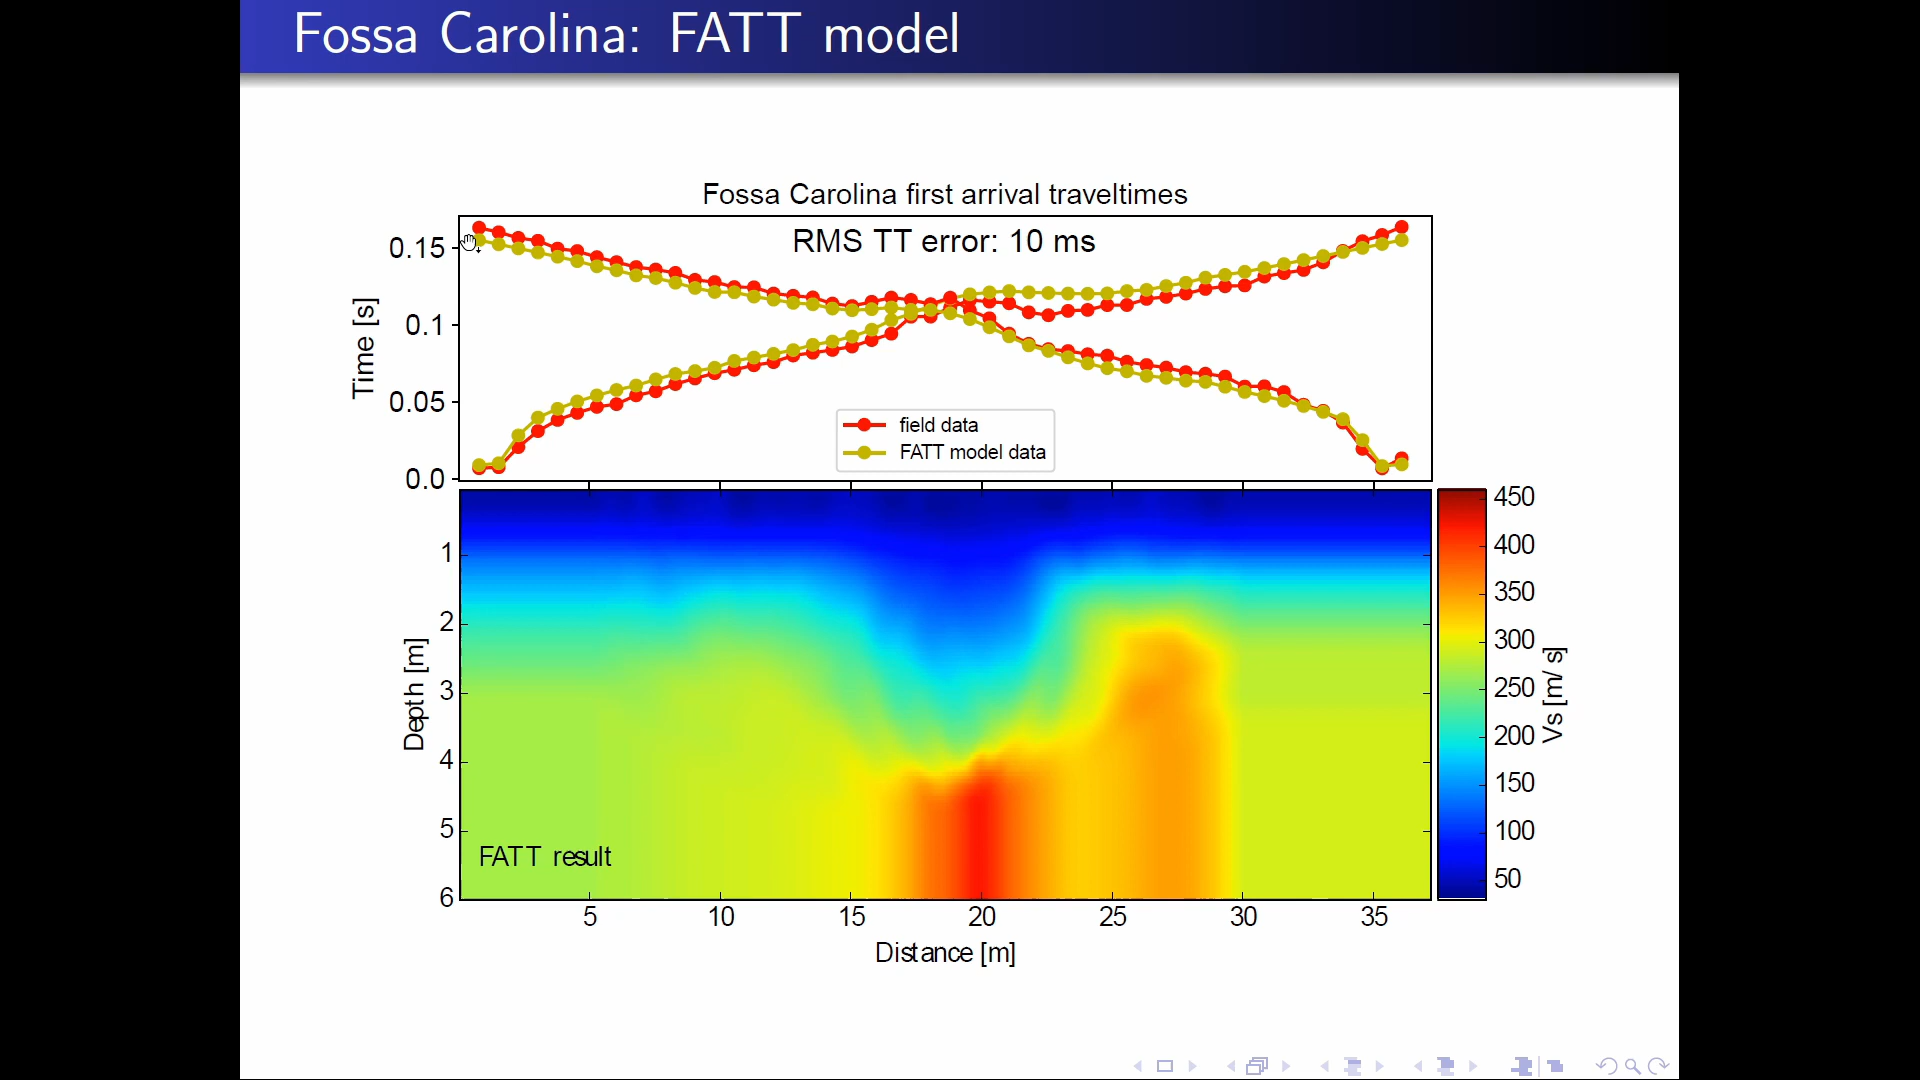 Fossa Carolina: FATT model
Fossa Carolina first arrival traveltimes
RMS TT error: 10 ms
0.15
0.1
0.05
0.0
Time [s]
field data
FATT model data
1
2
3
4
5
6
Depth [m]
FATT result
5 10 15 20 25 30 35
Distance [m]
450
400
350
300
250
200
150
100
50
Vs [m/s]